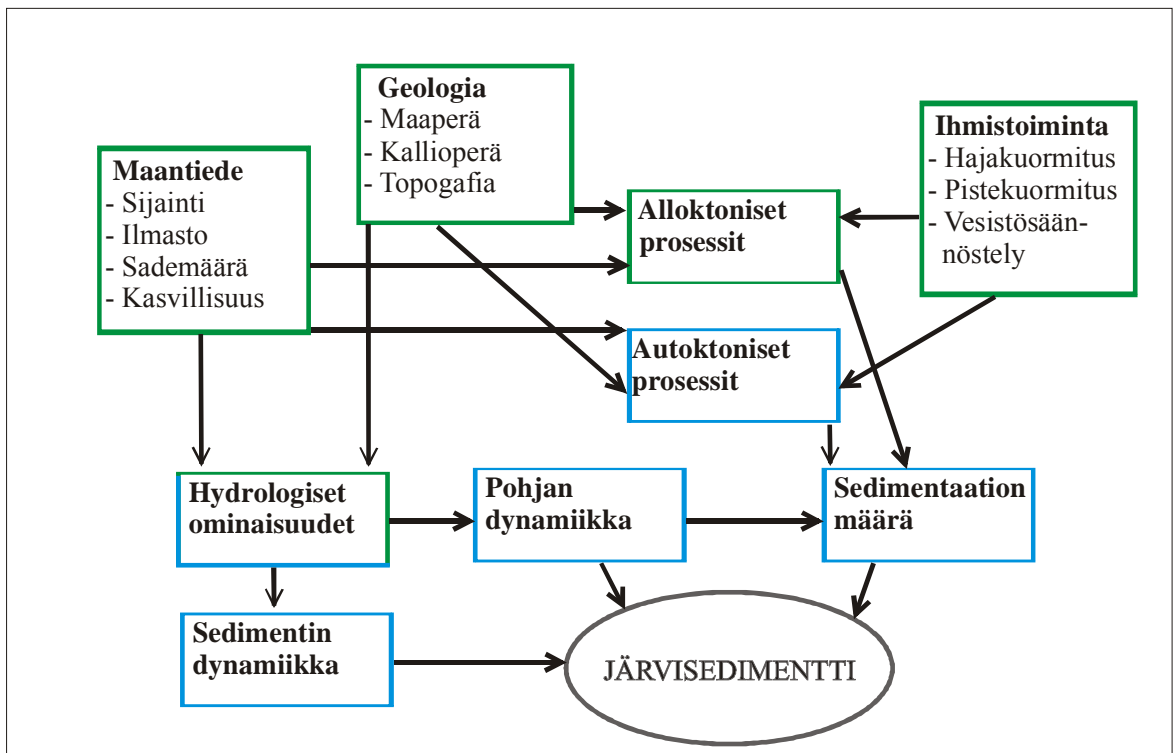 Geologia
- Maaperä
- Kallioperä
- Topogafia
Ihmistoiminta
- Hajakuormitus
- Pistekuormitus
- Vesistösään-
nöstely
Maantiede
- Sijainti
- Ilmasto
- Sademäärä
- Kasvillisuus
Alloktoniset
prosessit
Autoktoniset
prosessit
Hydrologiset
ominaisuudet
Pohjan
dynamiikka
Sedimentaation
määrä
Sedimentin
dynamiikka
JÄRVISEDIMENTTI